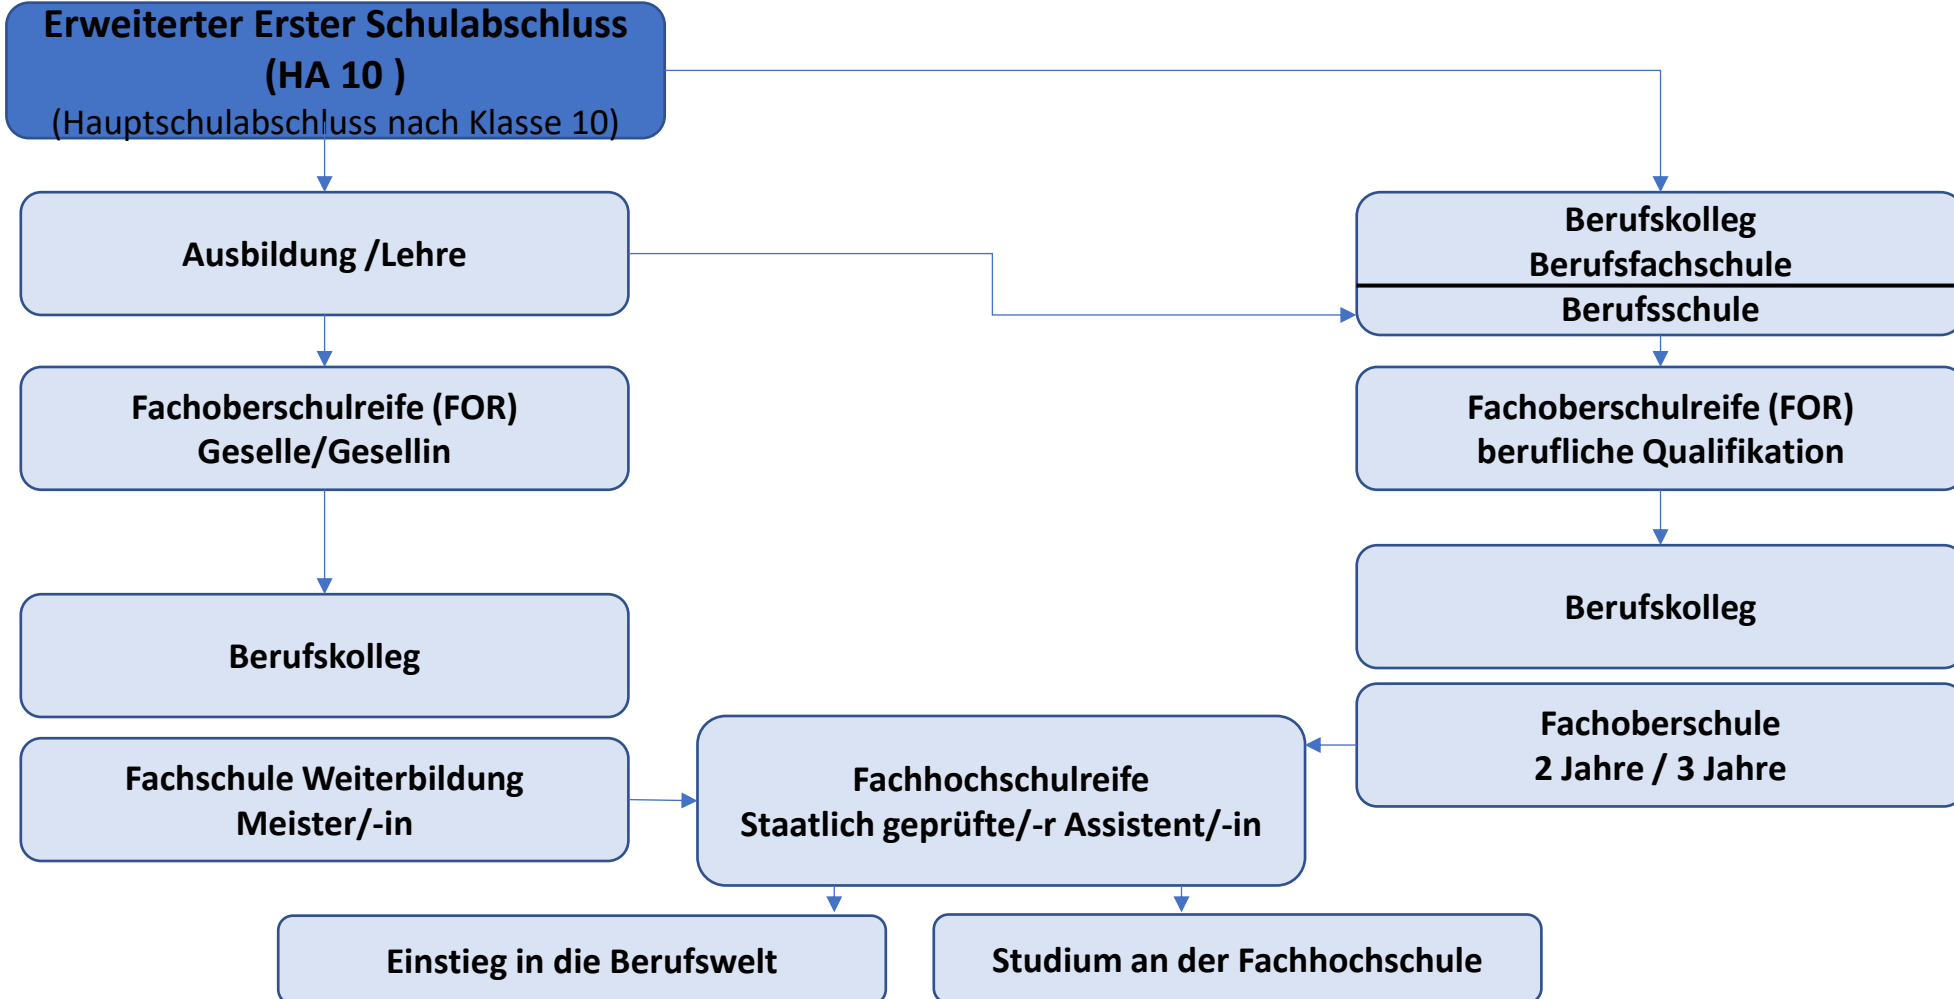 Erweiterter Erster Schulabschluss
(HA 10 )
(Hauptschulabschluss nach Klasse 10)
Ausbildung /Lehre
Berufskolleg
Berufsfachschule
Berufsschule
Fachoberschulreife (FOR)
Geselle/Gesellin
Fachoberschulreife (FOR)
berufliche Qualifikation
Berufskolleg
Berufskolleg
Fachschule Weiterbildung
Meister/-in
Fachhochschulreife
Staatlich geprüfte/-r Assistent/-in
Fachoberschule
2 Jahre / 3 Jahre
Einstieg in die Berufswelt
Studium an der Fachhochschule